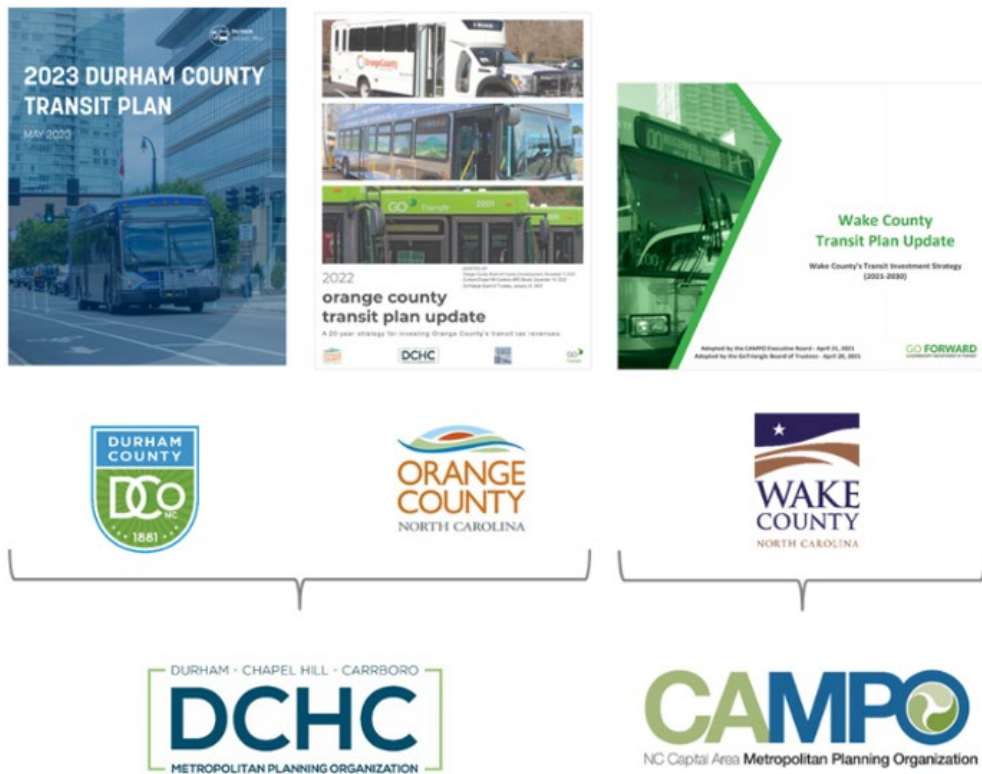 2023 DURHAM COUNTY
TRANSIT PLAN
MAY 2023
OrangeCounty
GO Transit 2001
2022
orange county
transit plan update
A 20 year strategy for investing Orange County's transit tax revenues.
DCHC
GO
Wake County
Transit Plan Update
Wake County's Transit Investment Strategy
(2021-2030)
Adopted by the CAMPO Executive Board - April 21, 2021
Adopted by the GoTriangle Board of Trustees - April 28, 2021
GO FORWARD
DURHAM
COUNTY
DCo
NC
1881
ORANGE
COUNTY
NORTH CAROLINA
WAKE
COUNTY
NORTH CAROLINA
DURHAM - CHAPEL HILL - CARRBORO
DCHC
METROPOLITAN PLANNING ORGANIZATION
CAMPO
NC Capital Area Metropolitan Planning Organization